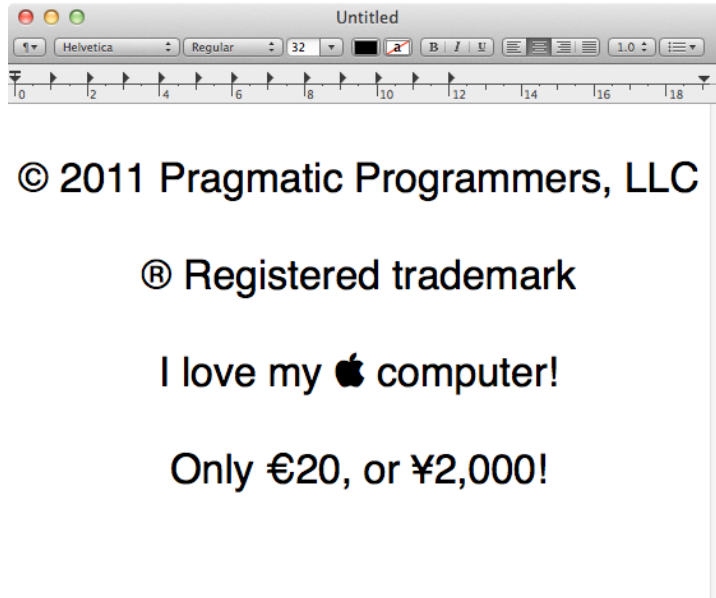 Untitled
¶ Helvetica Regular 32 a B I U 1.0
0 2 4 6 8 10 12 14 16 18
© 2011 Pragmatic Programmers, LLC
® Registered trademark
I love my  computer!
Only €20, or ¥2,000!